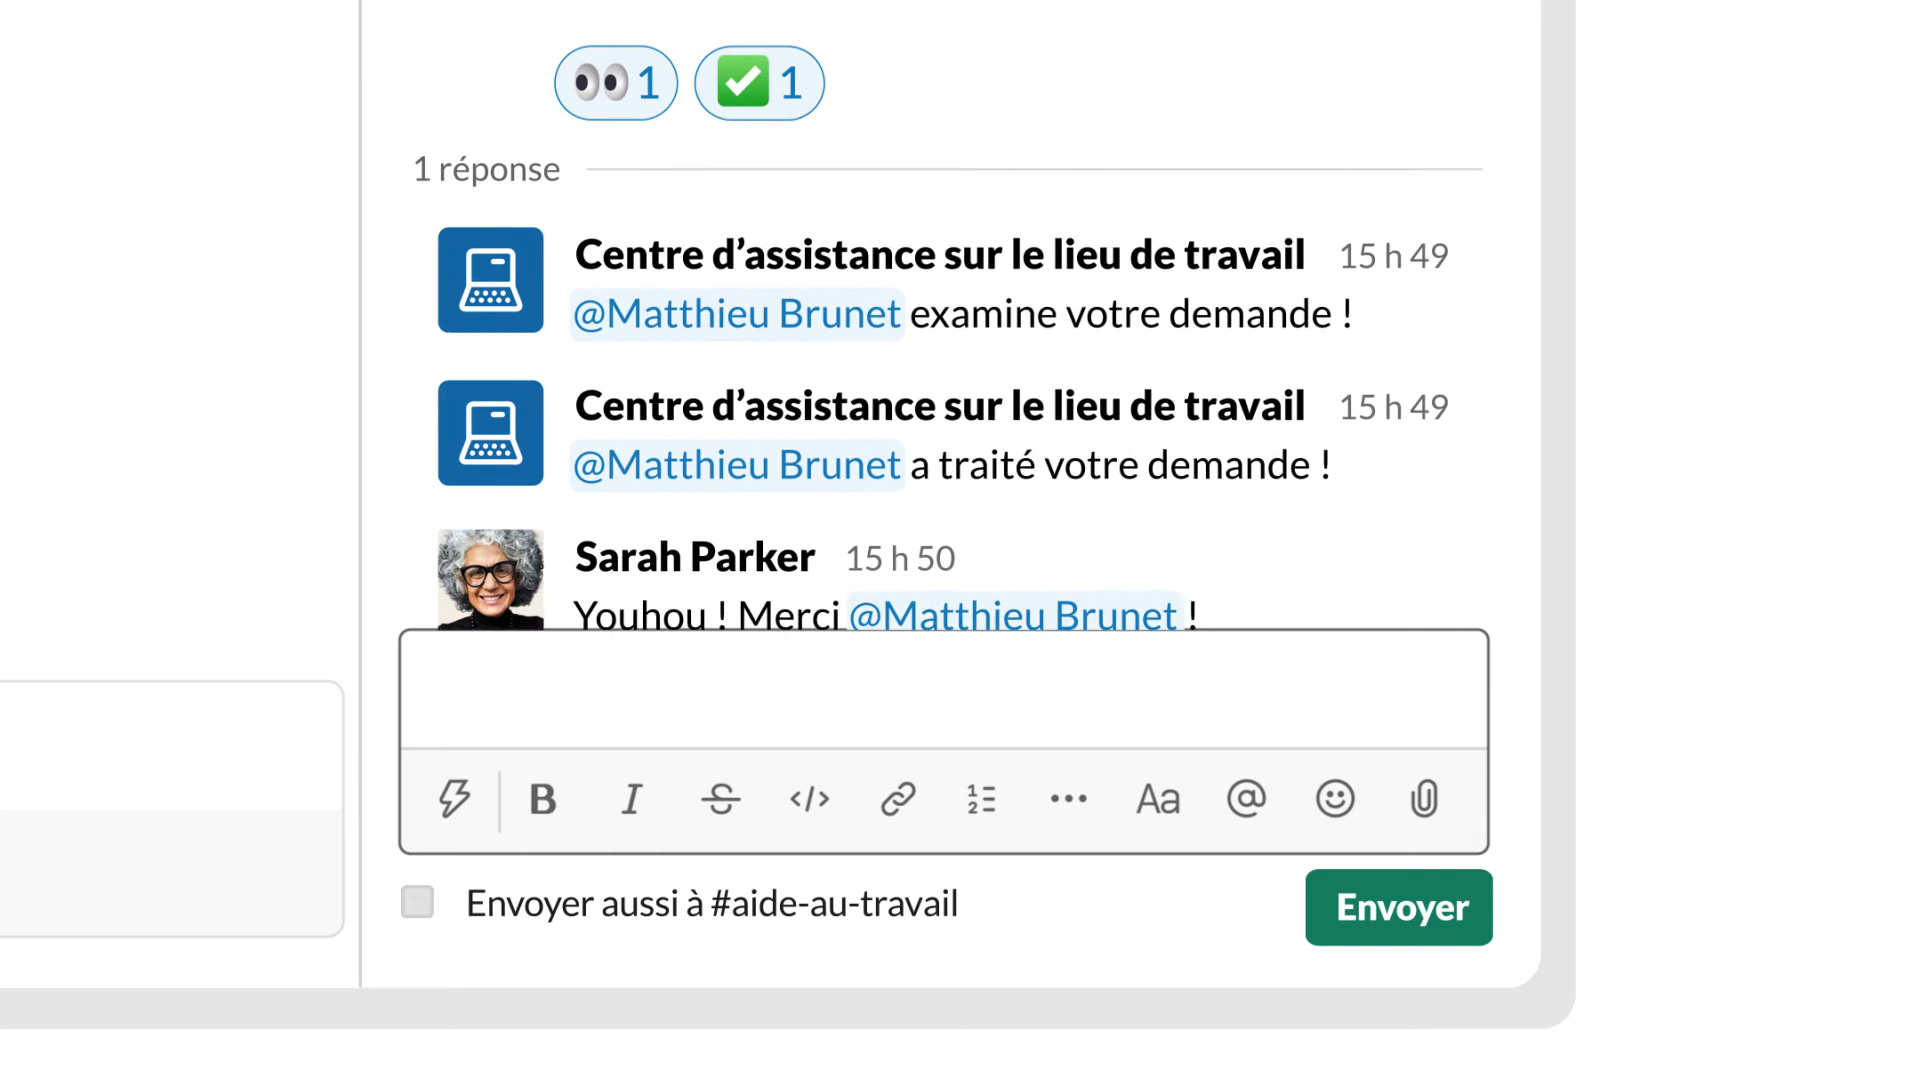 👀 1 ✅ 1
1 réponse
Centre d’assistance sur le lieu de travail 15 h 49
@Matthieu Brunet examine votre demande !
Centre d’assistance sur le lieu de travail 15 h 49
@Matthieu Brunet a traité votre demande !
Sarah Parker 15 h 50
Youhou ! Merci @Matthieu Brunet !
B I S </> 1 2 ••• Aa @
Envoyer aussi à #aide-au-travail
Envoyer